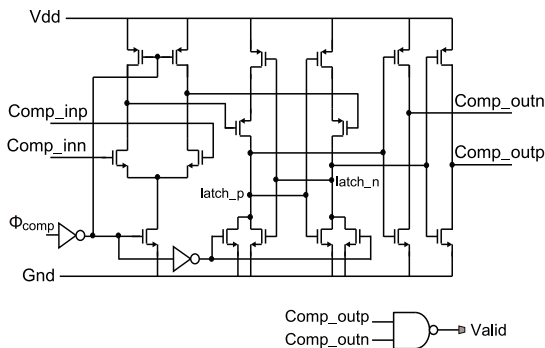 Vdd
Comp_inp
Comp_inn
Comp_outn
Comp_outp
latch_p
latch_n
Φcomp
Gnd
Comp_outp
Comp_outn
Valid